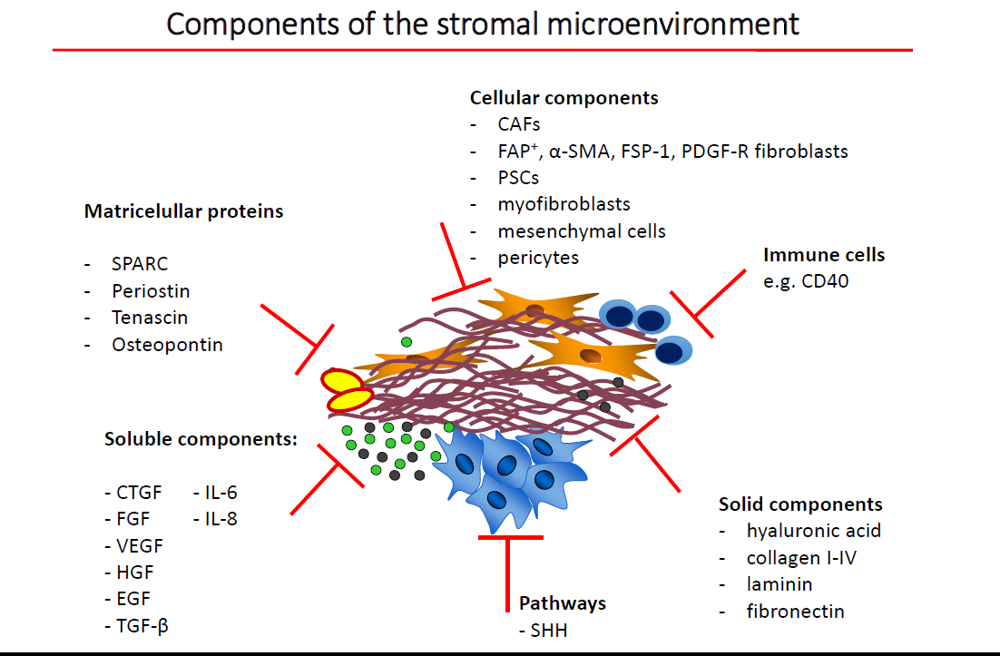 Components of the stromal microenvironment
Cellular components
- CAFs
- FAP⁺, α-SMA, FSP-1, PDGF-R fibroblasts
- PSCs
- myofibroblasts
- mesenchymal cells
- pericytes
Matricelullar proteins
- SPARC
- Periostin
- Tenascin
- Osteopontin
Immune cells
e.g. CD40
Soluble components:
- CTGF - IL-6
- FGF - IL-8
- VEGF
- HGF
- EGF
- TGF-β
Solid components
- hyaluronic acid
- collagen I-IV
- laminin
- fibronectin
Pathways
- SHH